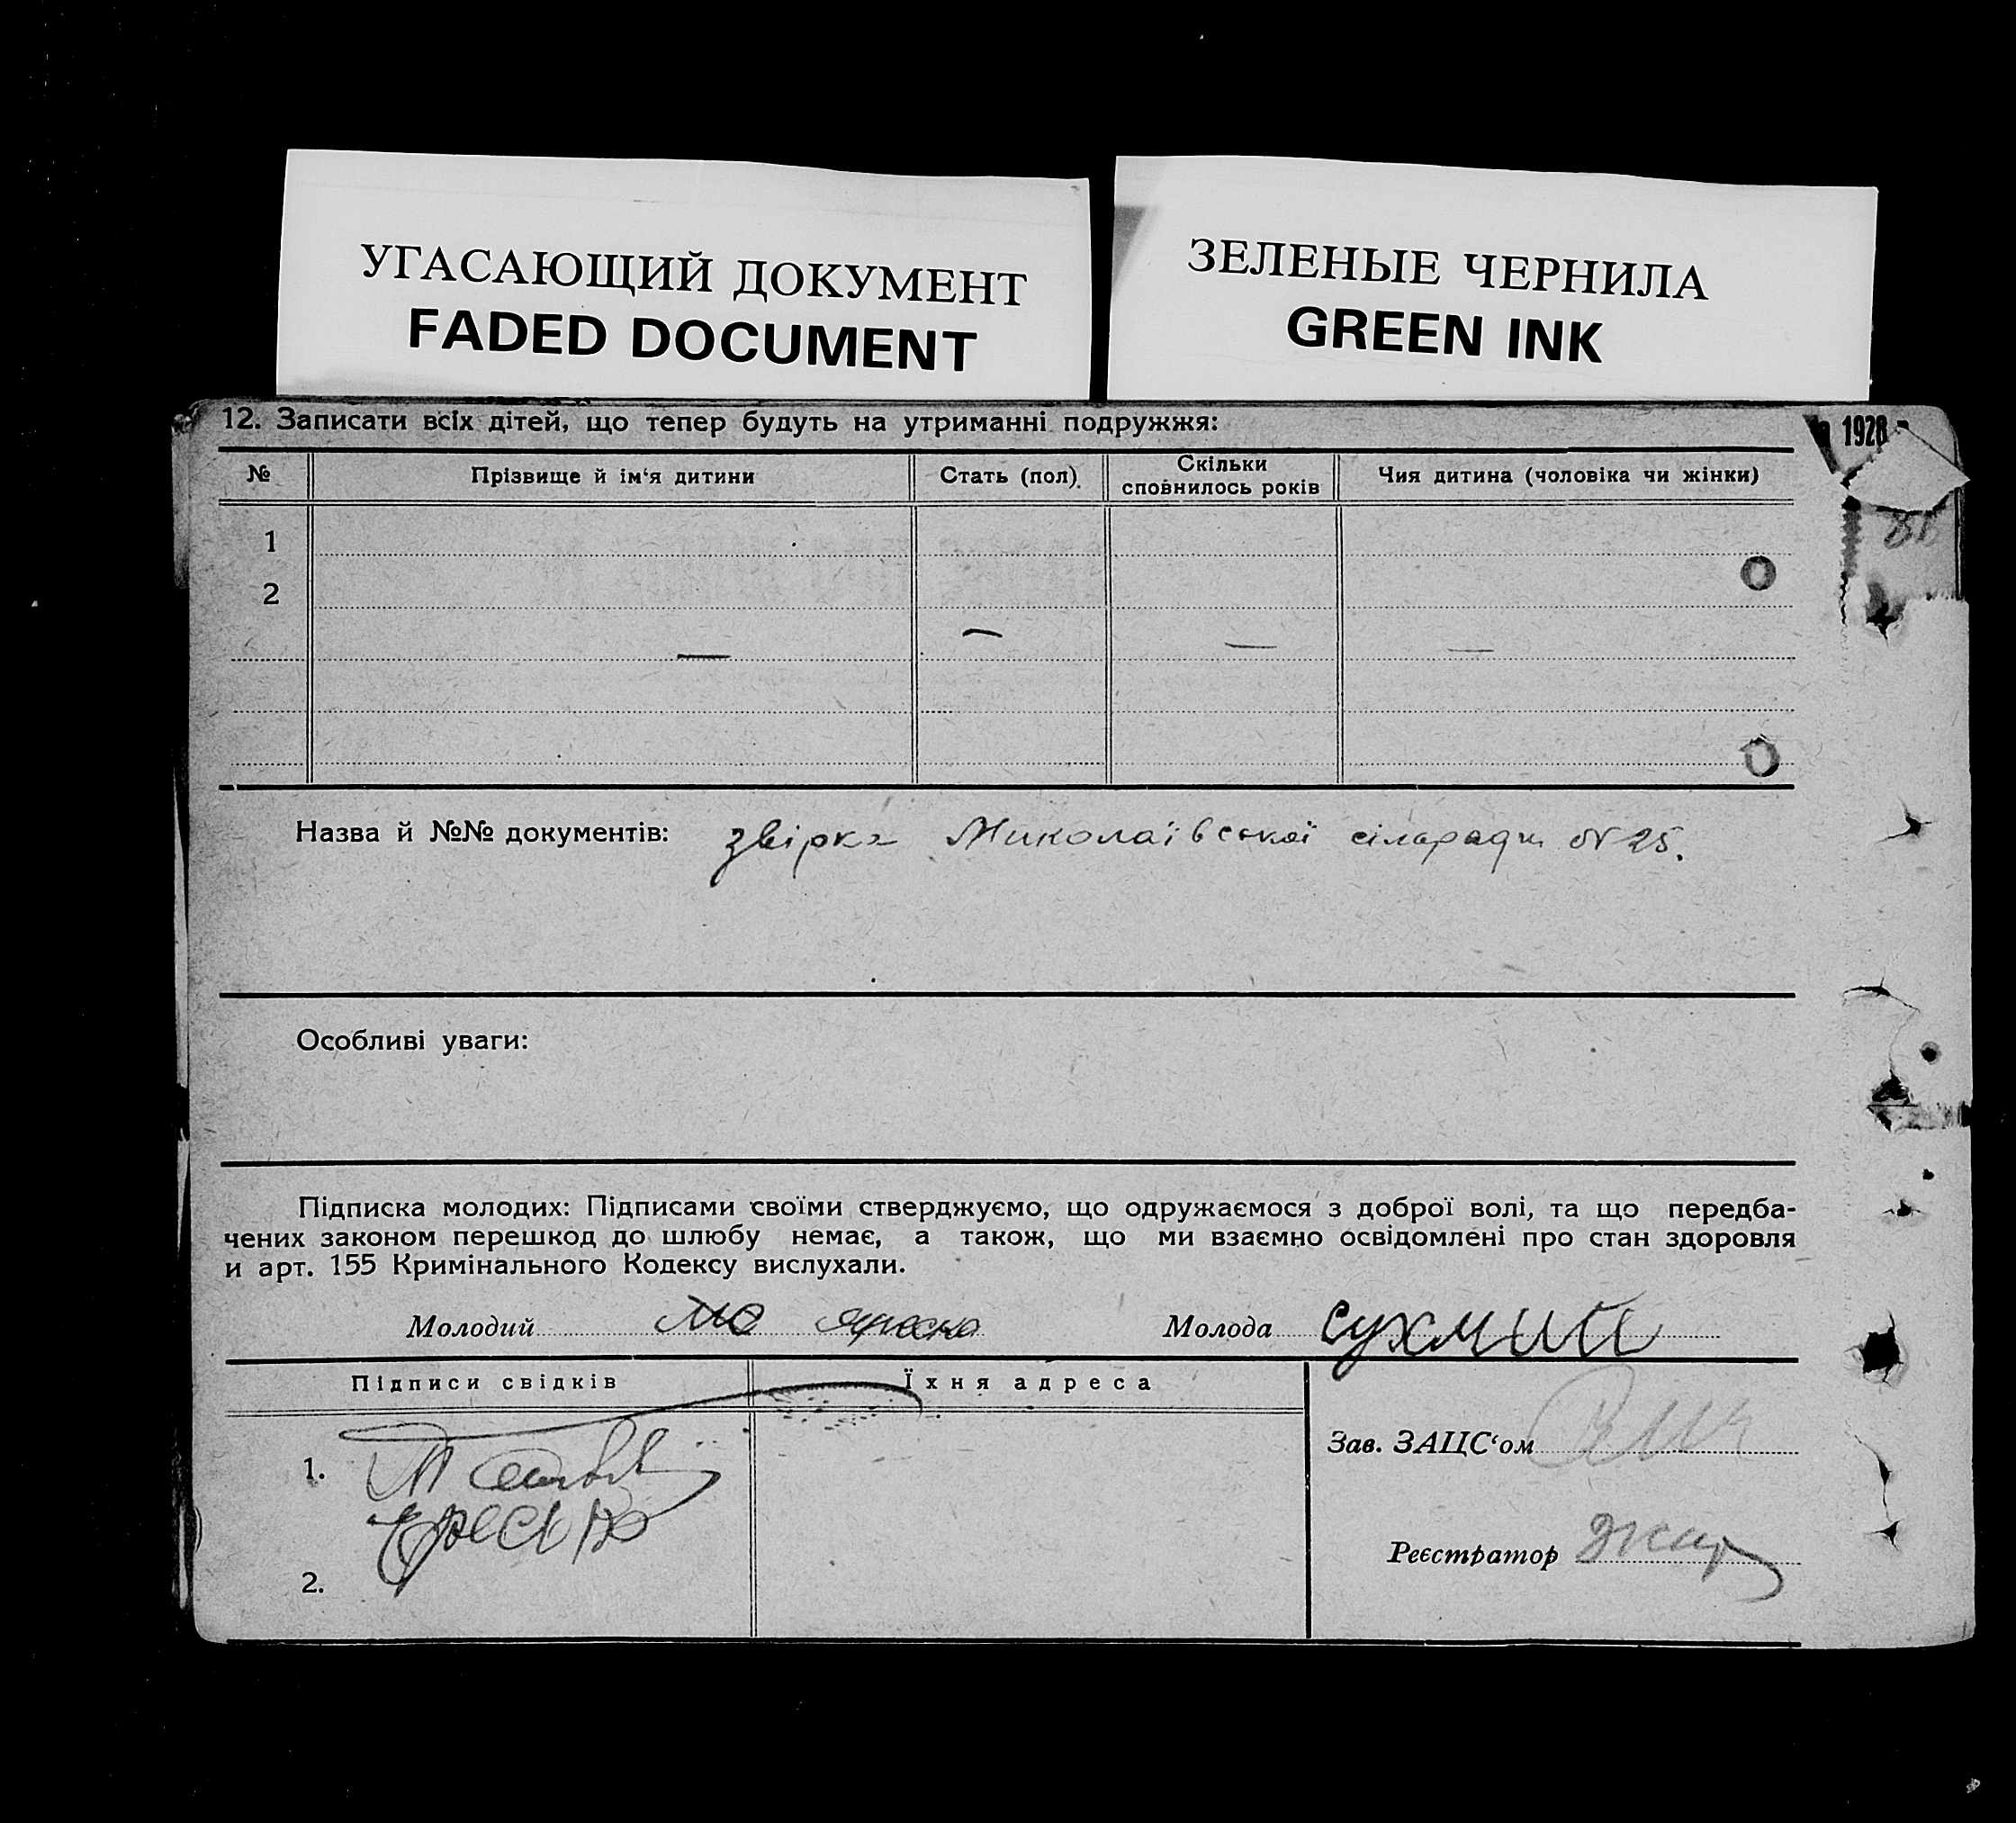 УГАСАЮЩИЙ ДОКУМЕНТ
FADED DOCUMENT
ЗЕЛЕНЫЕ ЧЕРНИЛА
GREEN INK
12. Записати всіх дітей, що тепер будуть на утриманні подружжя:
1928
№ Прізвище й ім‘я дитини Стать (пол) Скільки сповнилось років Чия дитина (чоловіка чи жінки)
1
2
Назва й №№ документів: звірка Миколаївської сільради № 25.
Особливі уваги:
Підписка молодих: Підписами своїми стверджуємо, що одружаємося з доброї волі, та що передба-
чених законом перешкод до шлюбу немає, а також, що ми взаємно освідомлені про стан здоровля
и арт. 155 Кримінального Кодексу вислухали.
Молодий Молода сухмин
Підписи свідків Їхня адреса
Зав. ЗАЦС‘ом
1.
Реєстратор
2.